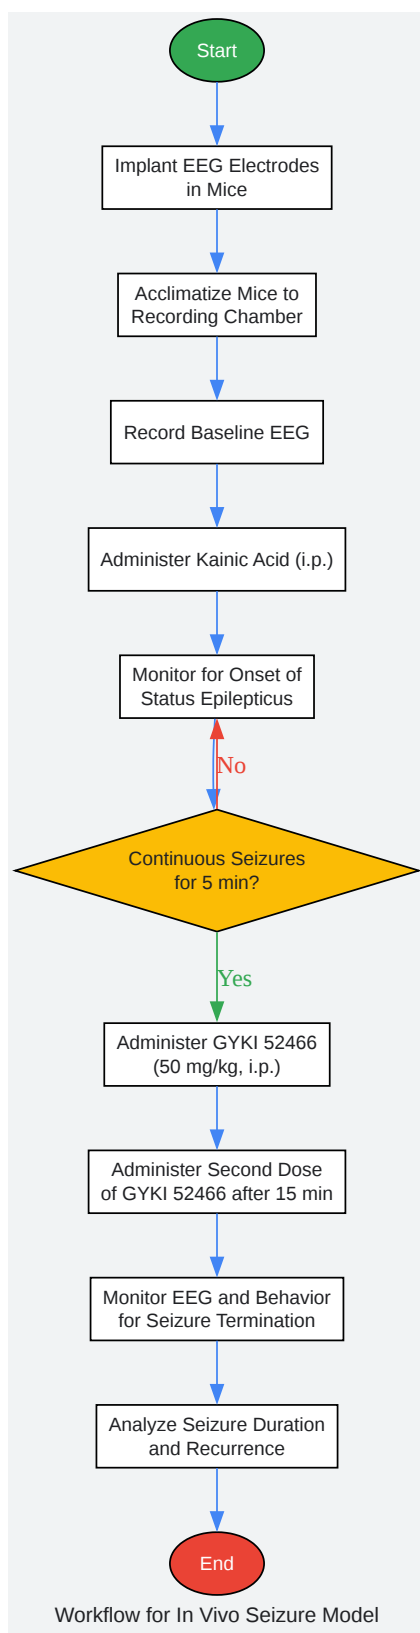 Start
Implant EEG Electrodes
in Mice
Acclimatize Mice to
Recording Chamber
Record Baseline EEG
Administer Kainic Acid (i.p.)
Monitor for Onset of
Status Epilepticus
No
Continuous Seizures
for 5 min?
Yes
Administer GYKI 52466
(50 mg/kg, i.p.)
Administer Second Dose
of GYKI 52466 after 15 min
Monitor EEG and Behavior
for Seizure Termination
Analyze Seizure Duration
and Recurrence
End
Workflow for In Vivo Seizure Model